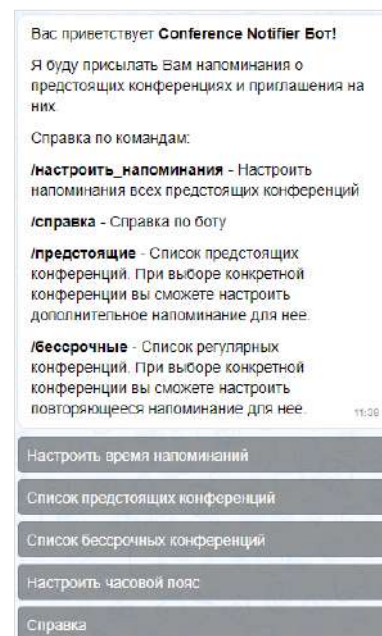 Вас приветствует Conference Notifier Бот!
Я буду присылать Вам напоминания о
предстоящих конференциях и приглашения на
них.
Справка по командам:
/настроить_напоминания - Настроить
напоминания всех предстоящих конференций
/справка - Справка по боту
/предстоящие - Список предстоящих
конференций. При выборе конкретной
конференции вы сможете настроить
дополнительное напоминание для нее.
/бессрочные - Список регулярных
конференций. При выборе конкретной
конференции вы сможете настроить
повторяющееся напоминание для нее.
11:39
Настроить время напоминаний
Список предстоящих конференций
Список бессрочных конференций
Настроить часовой пояс
Справка